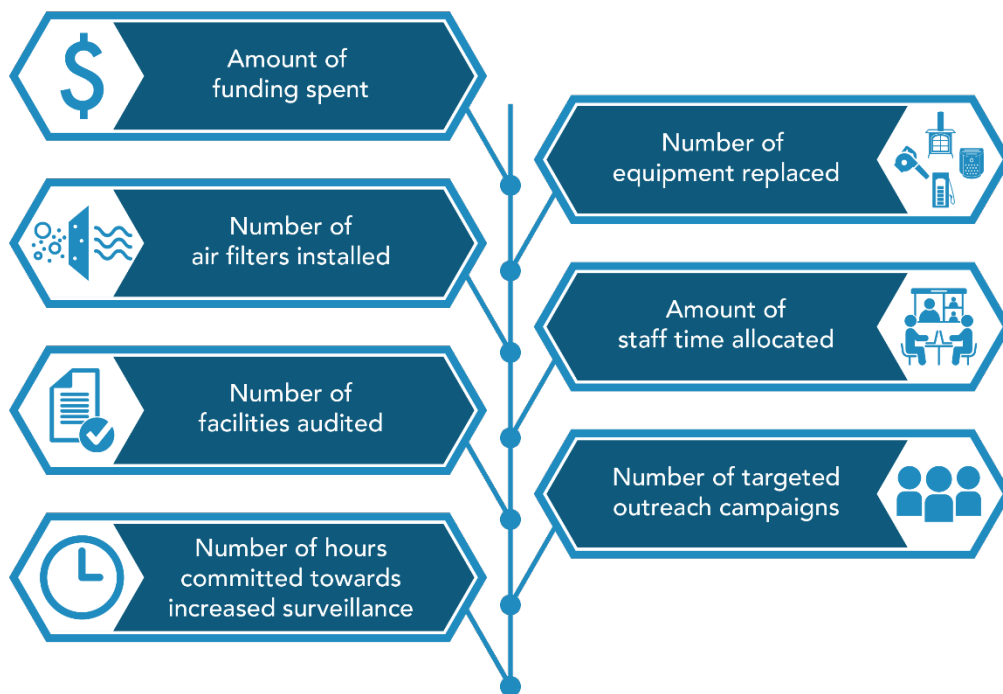 Amount of
funding spent
Number of
equipment replaced
Number of
air filters installed
Amount of
staff time allocated
Number of
facilities audited
Number of targeted
outreach campaigns
Number of hours
committed towards
increased surveillance